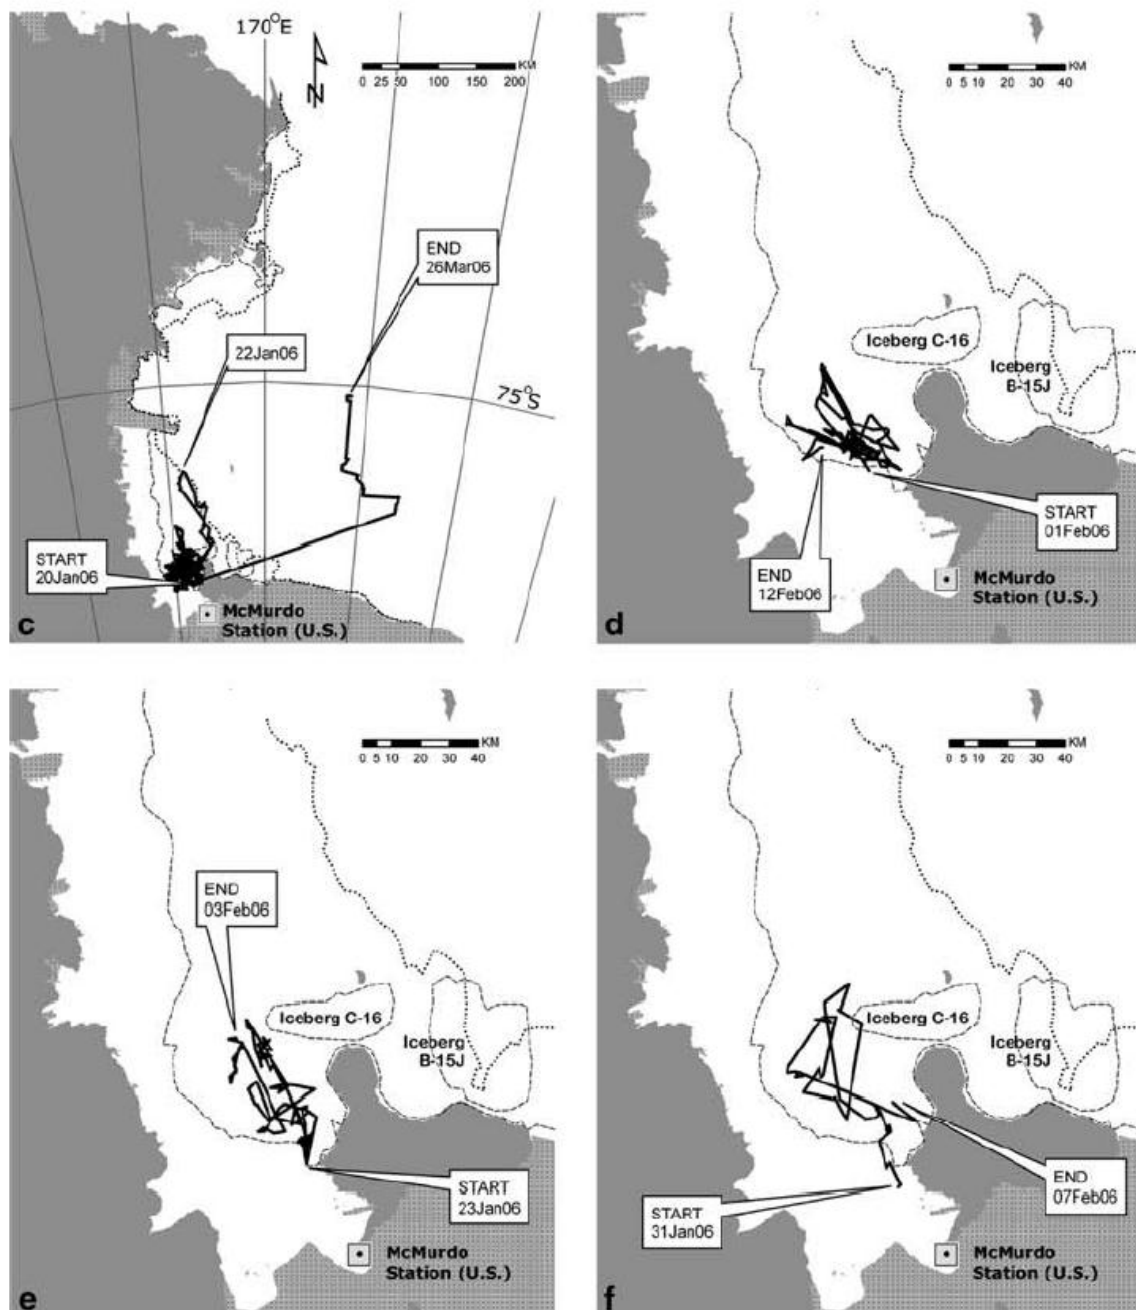 170°E
N
KM
0 25 50 100 150 200
END
26Mar06
22Jan06
75°S
START
20Jan06
McMurdo
Station (U.S.)
c
KM
0 5 10 20 30 40
Iceberg C-16
Iceberg
B-15J
START
01Feb06
END
12Feb06
McMurdo
Station (U.S.)
d
KM
0 5 10 20 30 40
END
03Feb06
Iceberg C-16
Iceberg
B-15J
START
23Jan06
McMurdo
Station (U.S.)
e
KM
0 5 10 20 30 40
Iceberg C-16
Iceberg
B-15J
END
07Feb06
START
31Jan06
McMurdo
Station (U.S.)
f